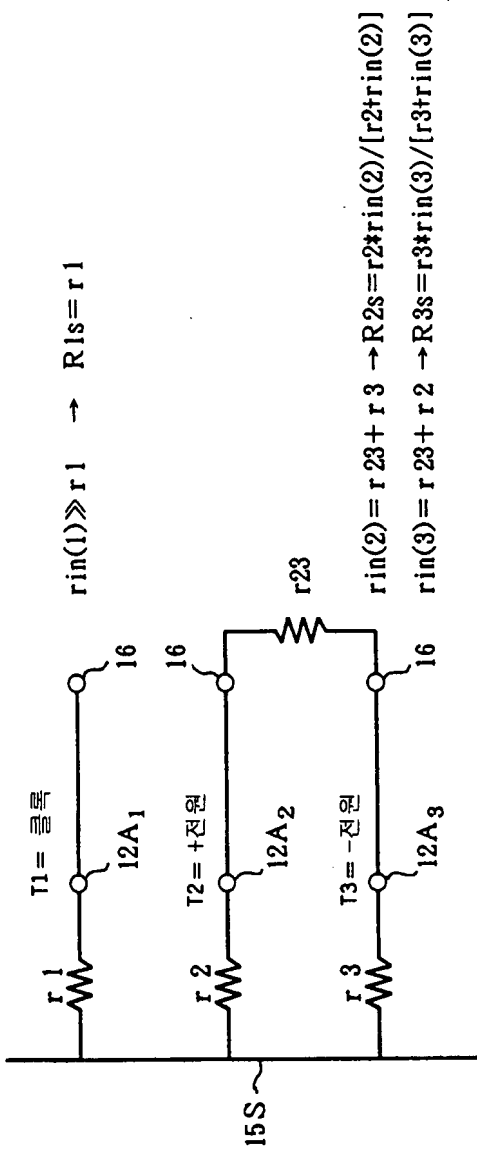 T1= 클록
r1
12A1
16
rin(1)≫r1 → R1s=r1
T2= +전원
r2
12A2
16
r23
T3= -전원
r3
12A3
16
rin(2)=r23+r3 →R2s=r2*rin(2)/[r2+rin(2)]
rin(3)=r23+r2 →R3s=r3*rin(3)/[r3+rin(3)]
15S